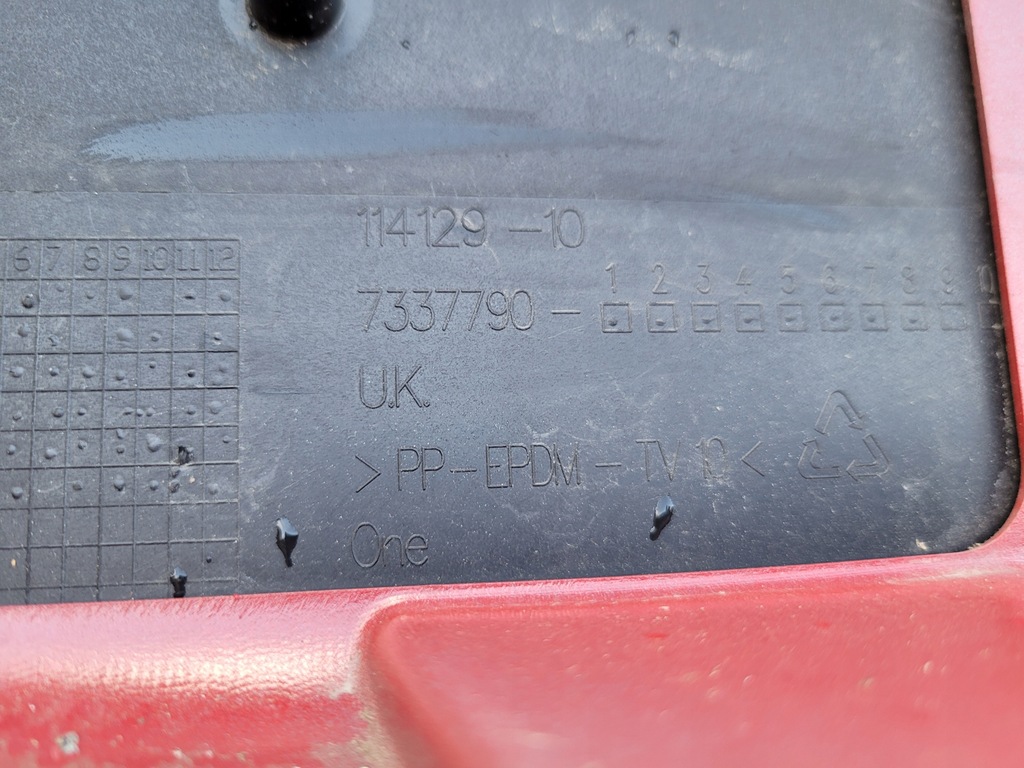 114129-10
6 7 8 9 10 11 12
1 2 3 4 5 6 7 8 9 10
7337790-
U.K.
>PP-EPDM-TV10<
One